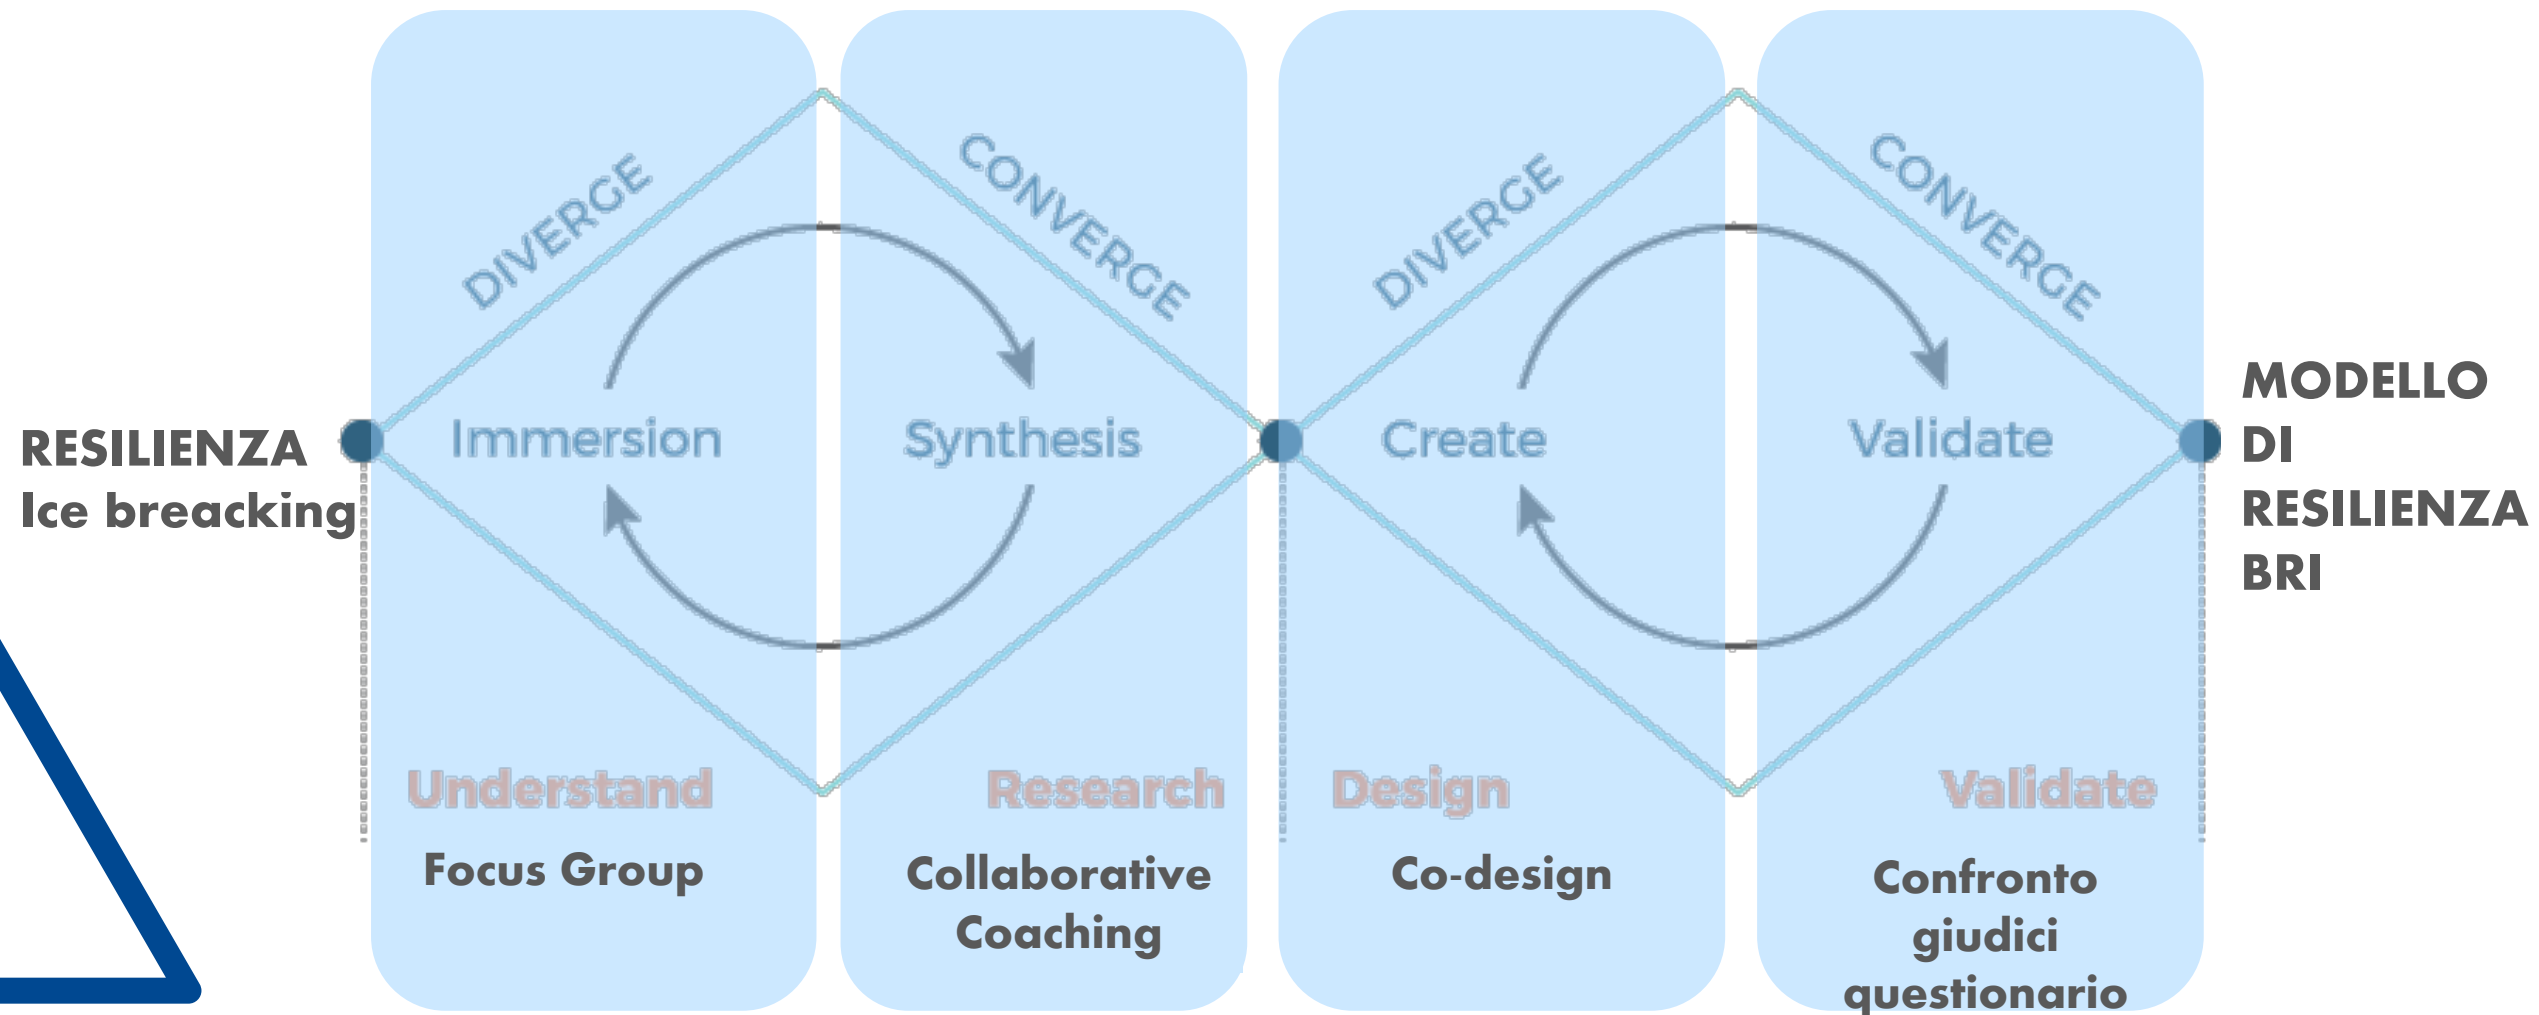 RESILIENZA
Ice breacking
DIVERGE
CONVERGE
Immersion
Synthesis
DIVERGE
CONVERGE
Create
Validate
MODELLO
DI
RESILIENZA
BRI
Understand
Focus Group
Research
Collaborative
Coaching
Design
Co-design
Validate
Confronto
giudici
questionario